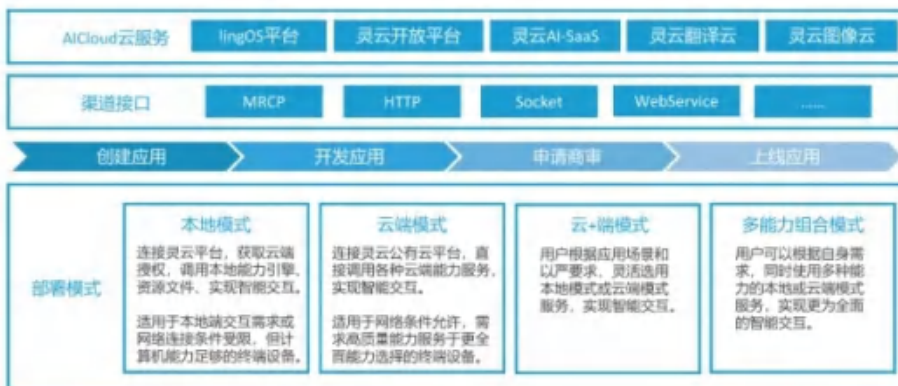 AICloud云服务
lingOS平台
灵云开放平台
灵云AI-SaaS
灵云翻译云
灵云图像云
渠道接口
MRCP
HTTP
Socket
WebService
......
创建应用
开发应用
申请商审
上线应用
部署模式
本地模式
连接灵云平台，获取云端
授权，调用本地能力引擎、
资源文件、实现智能交互。
适用于本地端交互需求或
网络连接条件受限，但计
算机能力足够的终端设备。
云端模式
连接灵云公有云平台，直
接调用各种云端能力服务，
实现智能交互。
适用于网络条件允许，需
求高质量能力服务于更全
面能力选择的终端设备。
云+端模式
用户根据应用场景和
以严要求、灵活选用
本地模式或云端模式
服务，实现智能交互。
多能力组合模式
用户可以根据自身需
求，同时使用多种能
力的本地或云端模式
服务，实现更为全面
的智能交互。